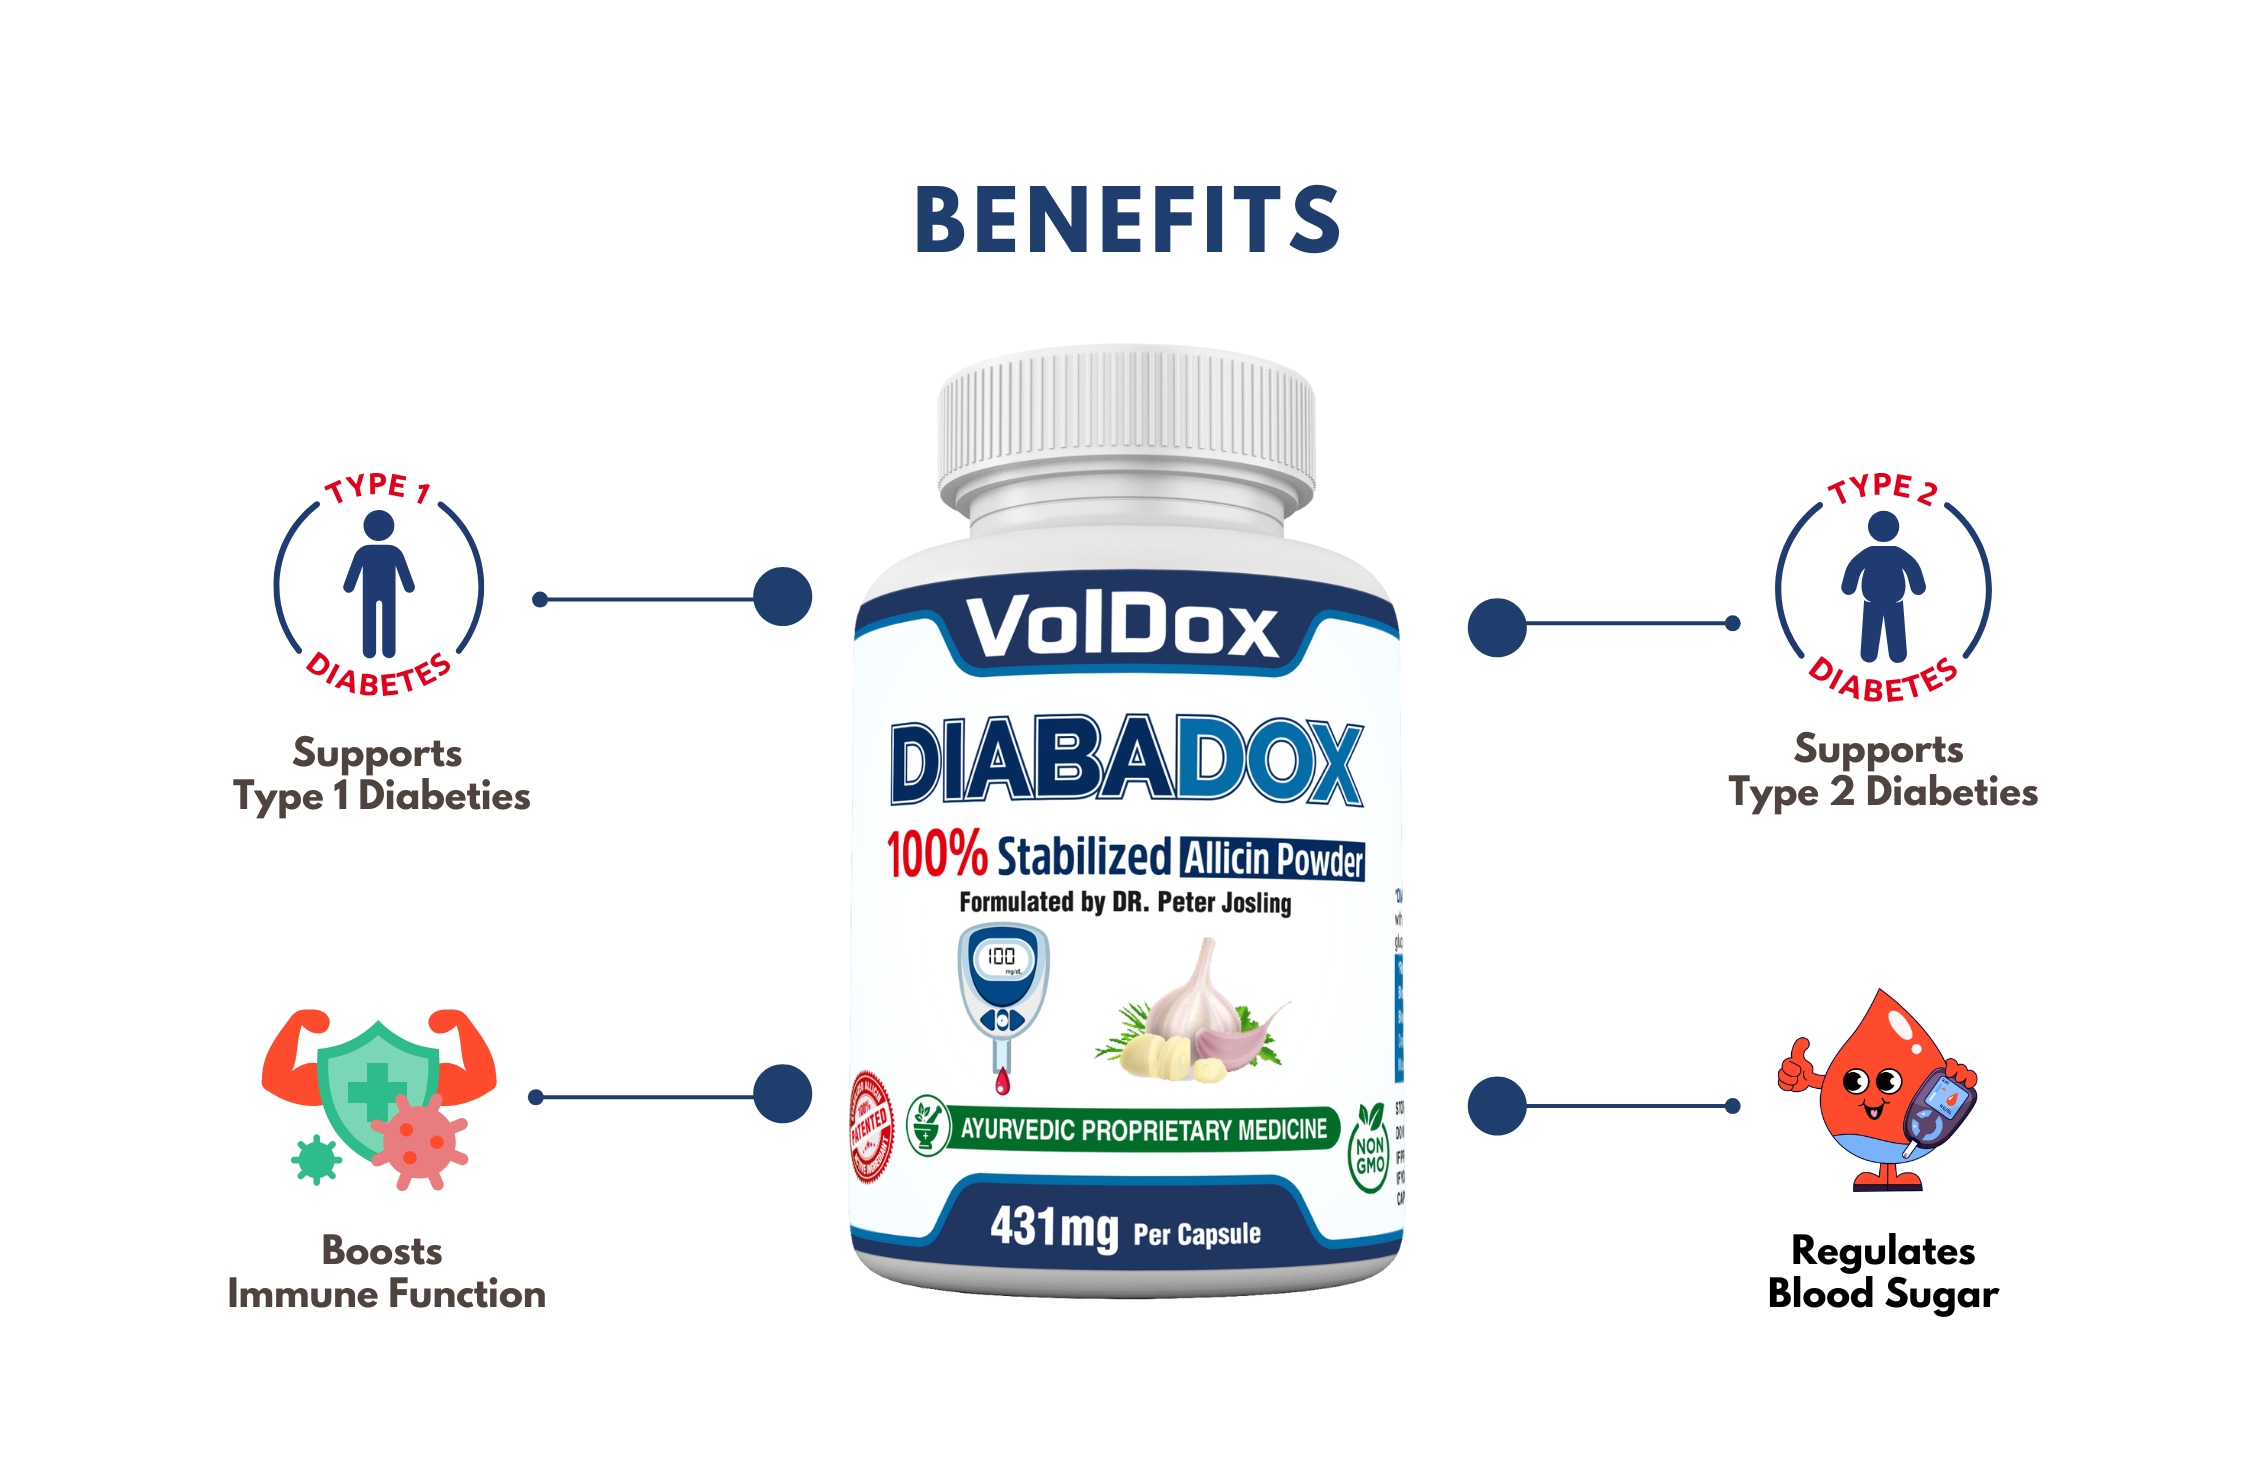 BENEFITS
TYPE 1
DIABETES
Supports
Type 1 Diabeties
TYPE 2
DIABETES
Supports
Type 2 Diabeties
VolDox
DIABADOX
100% Stabilized Allicin Powder
Formulated by DR. Peter Josling
100
mg/dL
100%
PATENTED
AYURVEDIC PROPRIETARY MEDICINE
NON
GMO
431mg Per Capsule
Boosts
Immune Function
Regulates
Blood Sugar